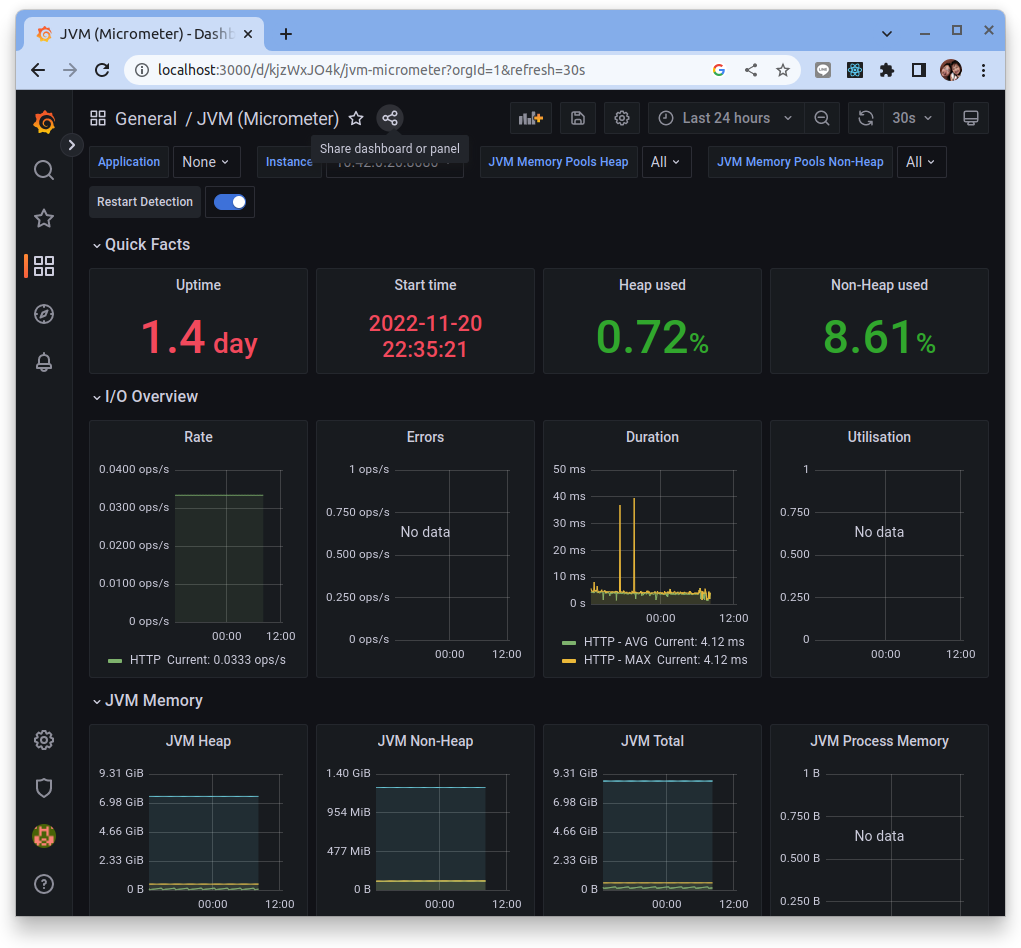 JVM (Micrometer) - Dashb
localhost:3000/d/kjzWxJO4k/jvm-micrometer?orgId=1&refresh=30s
General / JVM (Micrometer)
Last 24 hours
30s
Share dashboard or panel
Application
None
Instance
JVM Memory Pools Heap
All
JVM Memory Pools Non-Heap
All
Restart Detection
Quick Facts
Uptime
1.4 day
Start time
2022-11-20
22:35:21
Heap used
0.72%
Non-Heap used
8.61%
I/O Overview
Rate
0.0400 ops/s
0.0300 ops/s
0.0200 ops/s
0.0100 ops/s
0 ops/s
00:00 12:00
HTTP Current: 0.0333 ops/s
Errors
1 ops/s
0.750 ops/s
No data
0.500 ops/s
0.250 ops/s
0 ops/s
00:00 12:00
Duration
50 ms
40 ms
30 ms
20 ms
10 ms
0 s
00:00 12:00
HTTP - AVG Current: 4.12 ms
HTTP - MAX Current: 4.12 ms
Utilisation
1
0.750
No data
0.500
0.250
0
00:00 12:00
JVM Memory
JVM Heap
9.31 GiB
6.98 GiB
4.66 GiB
2.33 GiB
0 B
00:00 12:00
JVM Non-Heap
1.40 GiB
954 MiB
477 MiB
0 B
00:00 12:00
JVM Total
9.31 GiB
6.98 GiB
4.66 GiB
2.33 GiB
0 B
00:00 12:00
JVM Process Memory
1 B
0.750 B
No data
0.500 B
0.250 B